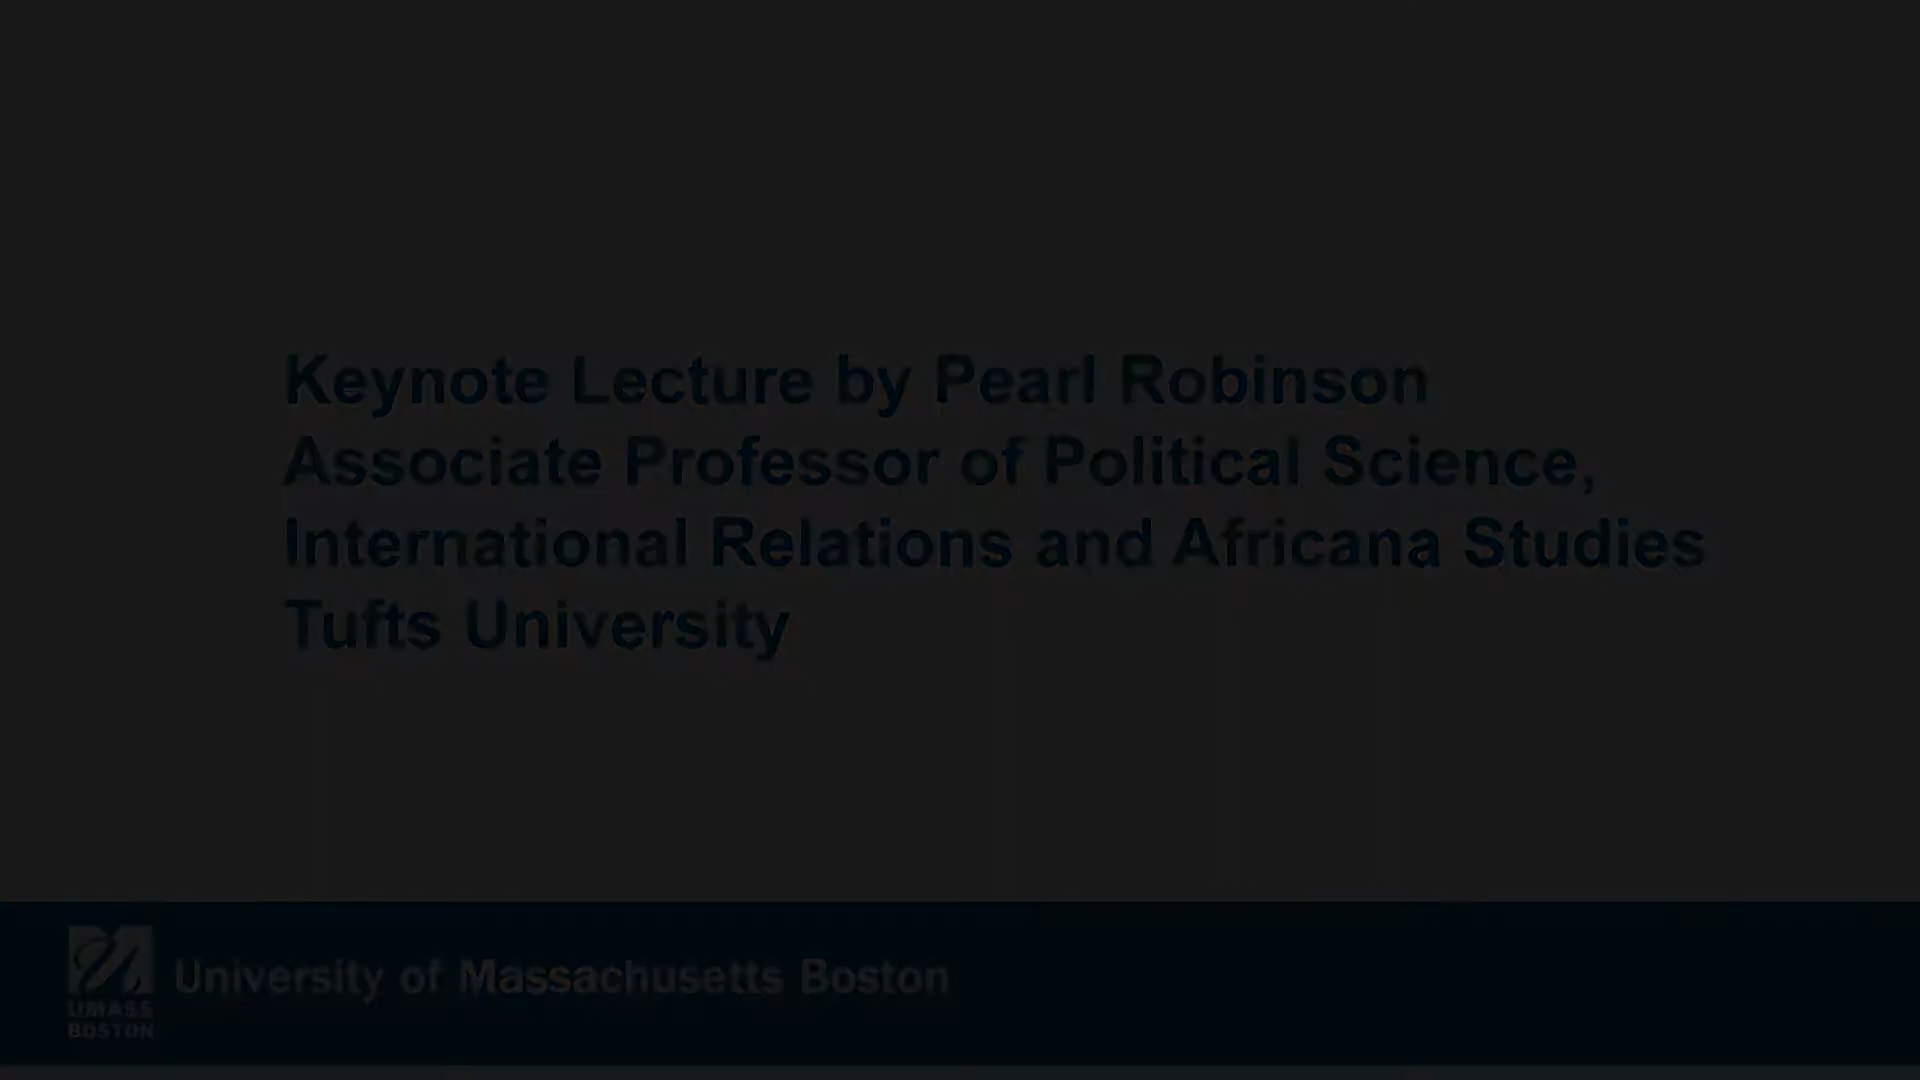 Keynote Lecture by Pearl Robinson
Associate Professor of Political Science,
International Relations and Africana Studies
Tufts University
University of Massachusetts Boston
UMASS
BOSTON